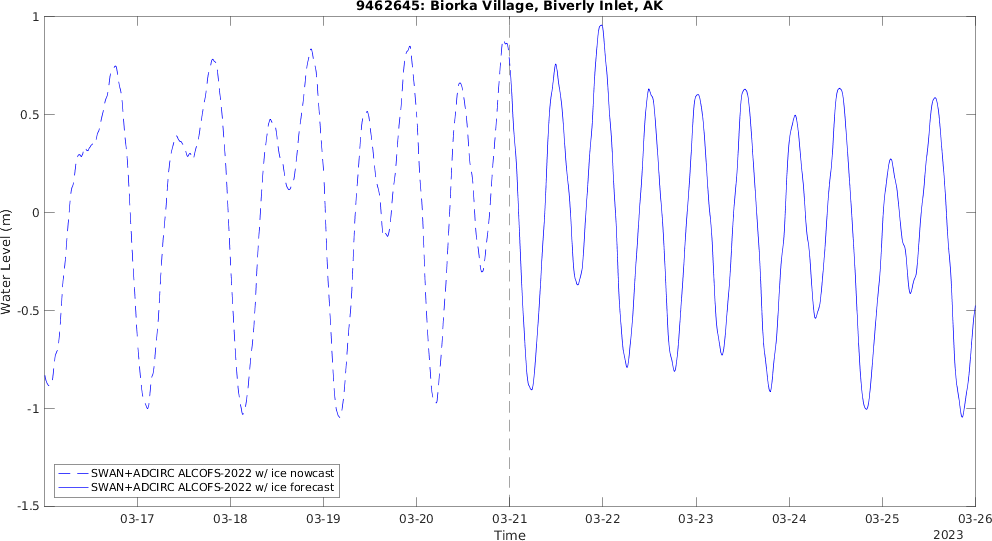 9462645: Biorka Village, Biverly Inlet, AK
Water Level (m)
1
0.5
0
-0.5
-1
-1.5
SWAN+ADCIRC ALCOFS-2022 w/ ice nowcast
SWAN+ADCIRC ALCOFS-2022 w/ ice forecast
03-17 03-18 03-19 03-20 03-21 03-22 03-23 03-24 03-25 03-26
Time
2023